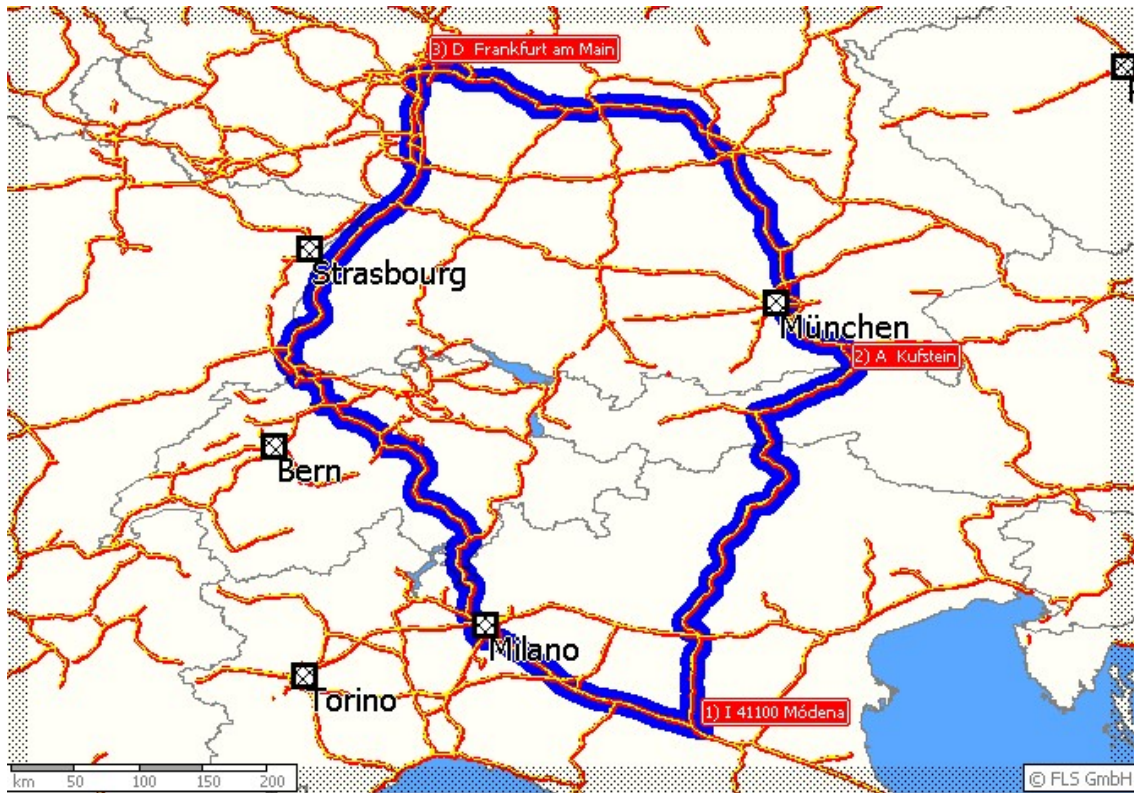 3) D Frankfurt am Main
Strasbourg
München
2) A Kufstein
Bern
Milano
Torino
1) I 41100 Módena
km 50 100 150 200
© FLS GmbH